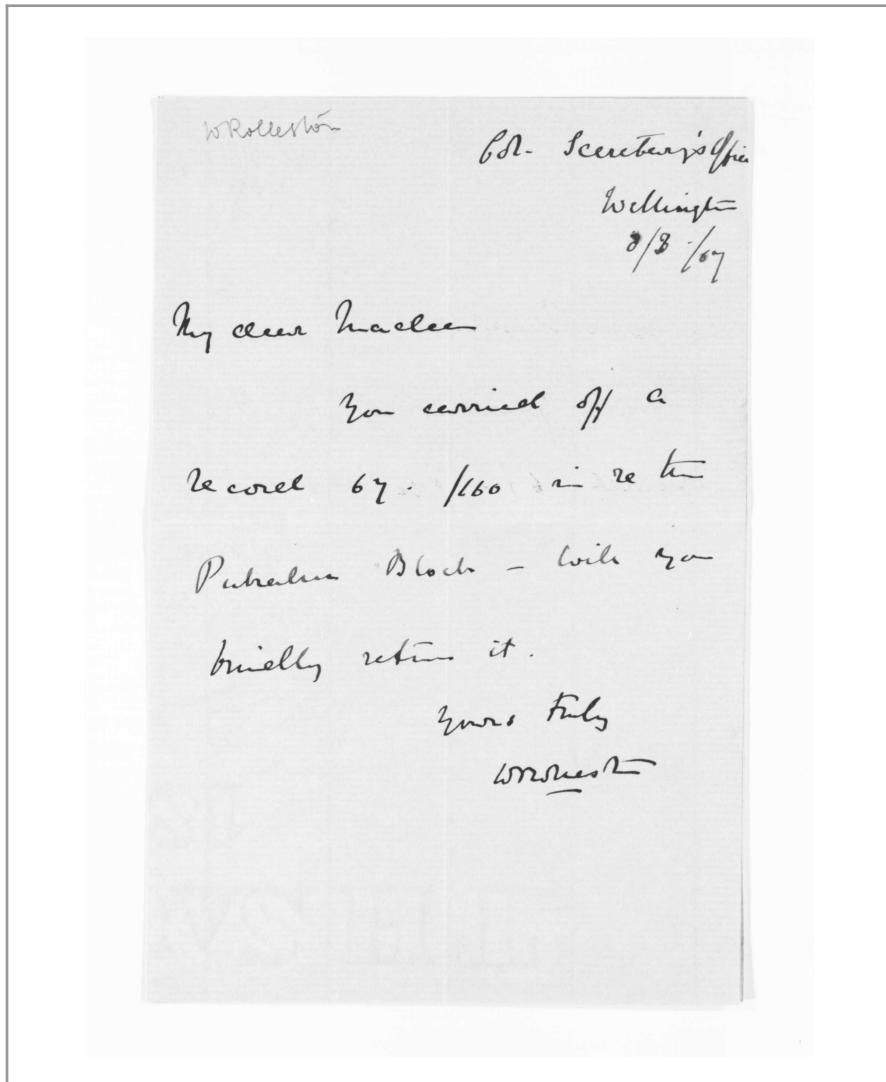 W Rolleston
Col. Secretary's Office
Wellington
8/8/67
My dear Maclean
You carried off a
record 67./160 in re the
Block – will you
kindly return it.
Yours truly
W Rolleston